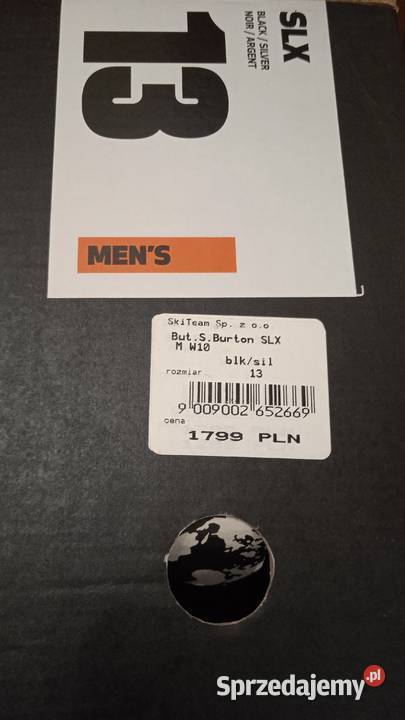 SLX
BLACK / SILVER
NOIR / ARGENT
13
MEN'S
SkiTeam Sp. z o.o.
But.S.Burton SLX
M W10
blk/sil
rozmiar 13
9 009002 652669
cena
1799 PLN
Sprzedajemy.pl